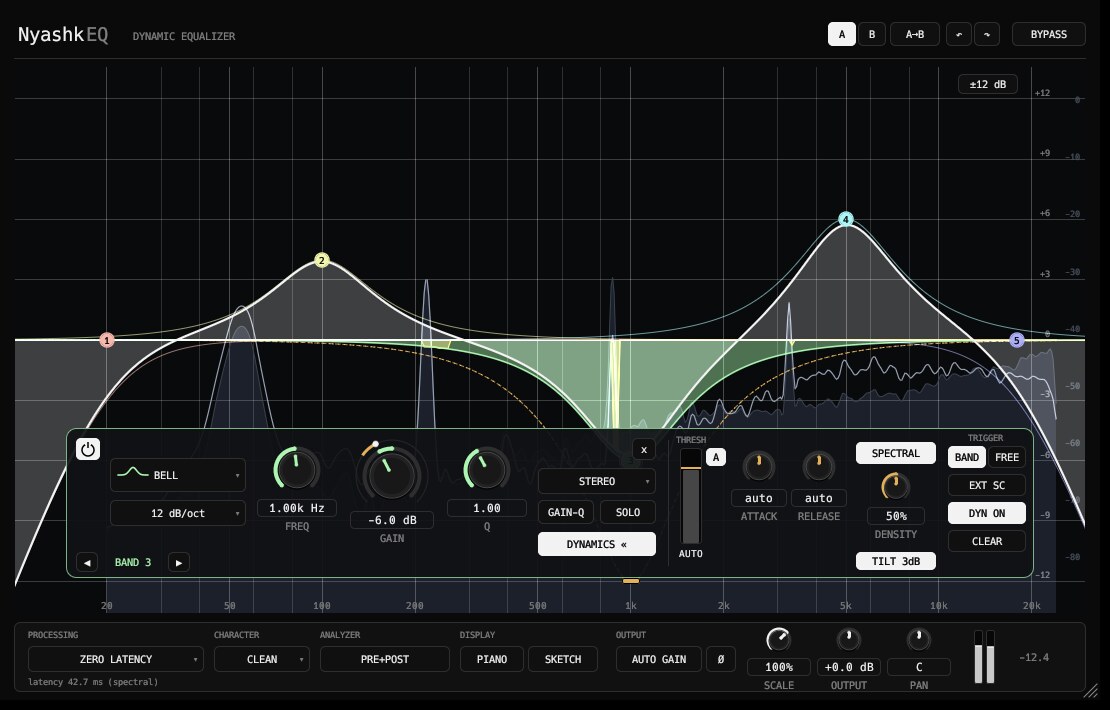 NyashkEQ DYNAMIC EQUALIZER A B A→B ↶ ↷ BYPASS
±12 dB
+12 0
-10
+9
+6 -20
+3 -30
0 -40
-50
-3
-60
-6
-9
-80
-12
1 2 4 5
x
BELL
12 dB/oct
◀ BAND 3 ▶
1.00k Hz
FREQ
-6.0 dB
GAIN
1.00
Q
STEREO
GAIN-Q SOLO
DYNAMICS «
THRESH
A
AUTO
auto
ATTACK
auto
RELEASE
SPECTRAL
50%
DENSITY
TILT 3dB
TRIGGER
BAND FREE
EXT SC
DYN ON
CLEAR
20 50 100 200 500 1k 2k 5k 10k 20k
PROCESSING CHARACTER ANALYZER DISPLAY OUTPUT
ZERO LATENCY CLEAN PRE+POST PIANO SKETCH AUTO GAIN Ø
100% +0.0 dB C
SCALE OUTPUT PAN
-12.4
latency 42.7 ms (spectral)